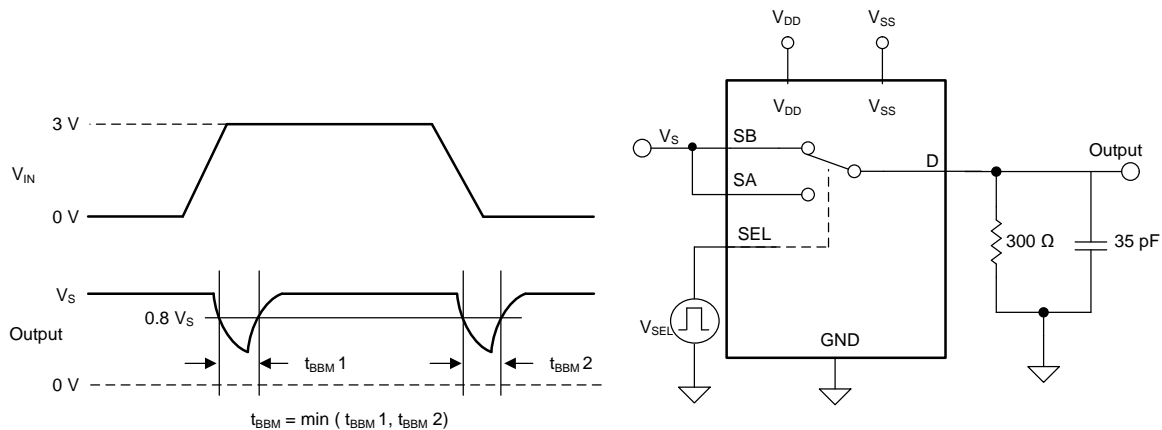 3 V
V_IN
0 V
V_S
0.8 V_S
Output
t_BBM 1
t_BBM 2
0 V
t_BBM = min ( t_BBM 1, t_BBM 2)
V_DD
V_SS
V_DD
V_SS
V_S
SB
SA
SEL
V_SEL
GND
D
Output
300 Ω
35 pF